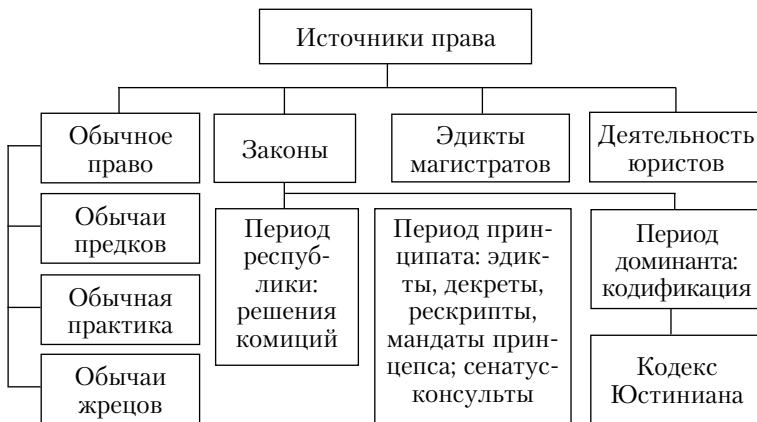 Источники права
Обычное
право
Законы
Эдикты
магистратов
Деятельность
юристов
Обычаи
предков
Обычная
практика
Обычаи
жрецов
Период
респуб-
лики:
решения
комиций
Период прин-
ципата: эдик-
ты, декреты,
рескрипты,
мандаты прин-
цепса; сенатус-
консульты
Период
доминанта:
кодификация
Кодекс
Юстиниана